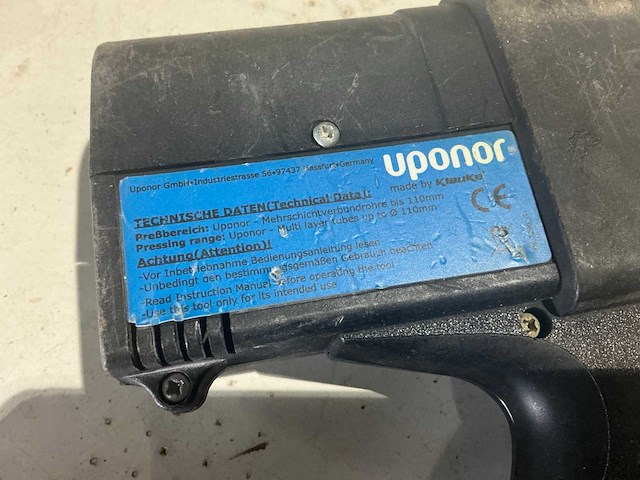 Uponor GmbH•Industriestrasse 56•97437 Hassfurt•Germany
uponor
made by Klauke
CE
TECHNISCHE DATEN(Technical Data):
Preßbereich: Uponor - Mehrschichtverbundrohre bis 110mm
Pressing range: Uponor - Multi layer tubes up to Ø 110mm
Achtung(Attention)!
-Vor Inbetriebnahme Bedienungsanleitung lesen
-Unbedingt den bestimmungsgemäßen Gebrauch beachten
-Read Instruction Manual before operating the tool
-Use this tool only for its intended use